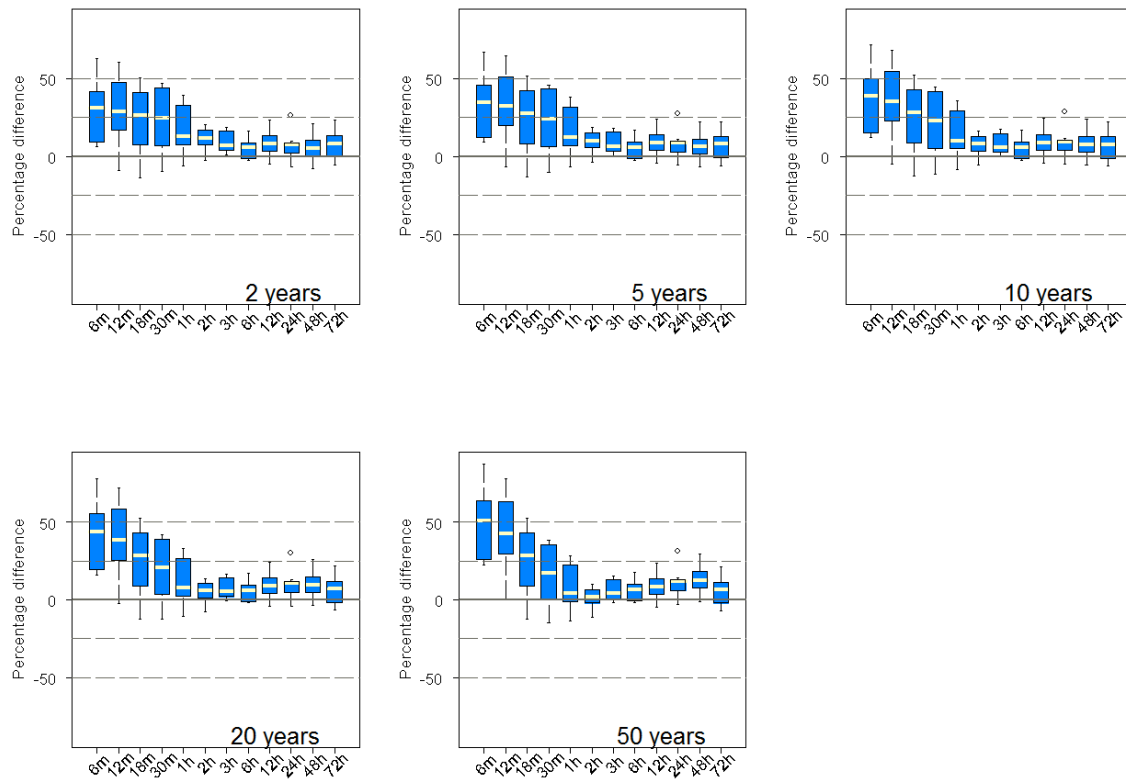 Percentage difference
50
0
-50
2 years
6m 12m 18m 30m 1h 2h 3h 6h 12h 24h 48h 72h
Percentage difference
50
0
-50
5 years
6m 12m 18m 30m 1h 2h 3h 6h 12h 24h 48h 72h
Percentage difference
50
0
-50
10 years
6m 12m 18m 30m 1h 2h 3h 6h 12h 24h 48h 72h
Percentage difference
50
0
-50
20 years
6m 12m 18m 30m 1h 2h 3h 6h 12h 24h 48h 72h
Percentage difference
50
0
-50
50 years
6m 12m 18m 30m 1h 2h 3h 6h 12h 24h 48h 72h